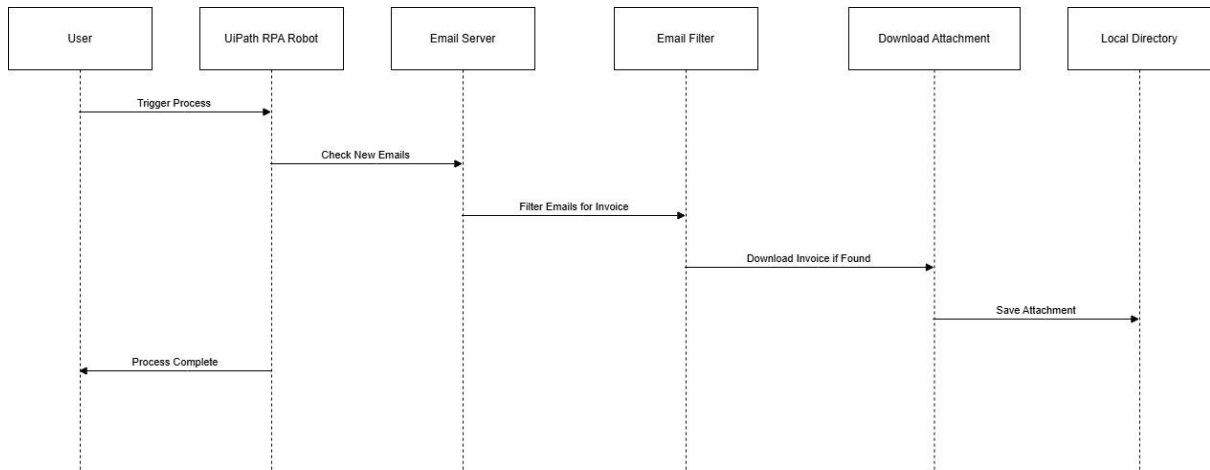 User
UiPath RPA Robot
Email Server
Email Filter
Download Attachment
Local Directory
Trigger Process
Check New Emails
Filter Emails for Invoice
Download Invoice if Found
Save Attachment
Process Complete